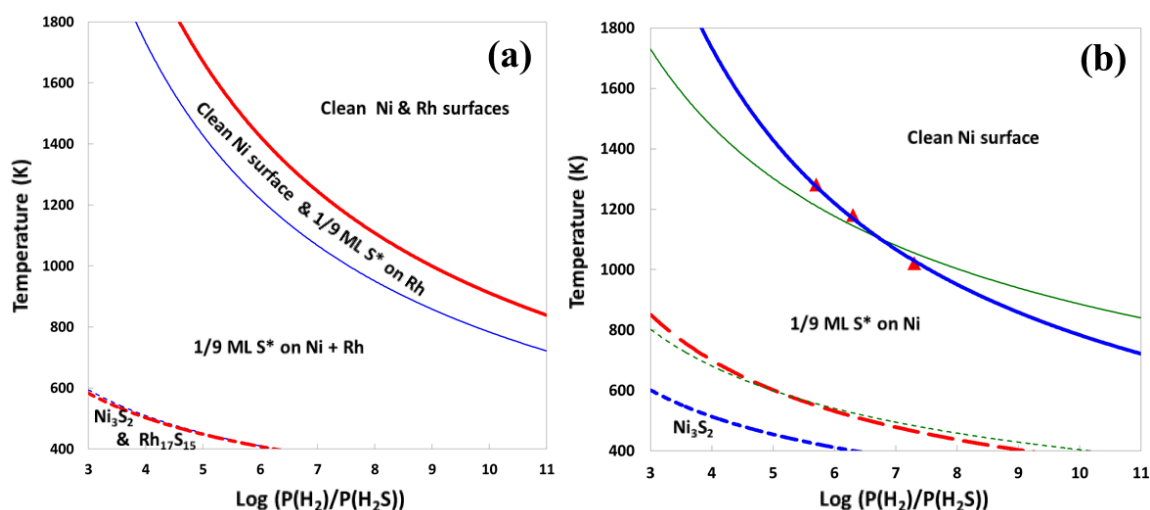 (a)
1800
1600
1400
1200
1000
800
600
400
Temperature (K)
Clean Ni & Rh surfaces
Clean Ni surface & 1/9 ML S* on Rh
1/9 ML S* on Ni + Rh
Ni₃S₂
& Rh₁₇S₁₅
3 4 5 6 7 8 9 10 11
Log (P(H₂)/P(H₂S))
(b)
1800
1600
1400
1200
1000
800
600
400
Temperature (K)
Clean Ni surface
1/9 ML S* on Ni
Ni₃S₂
3 4 5 6 7 8 9 10 11
Log (P(H₂)/P(H₂S))